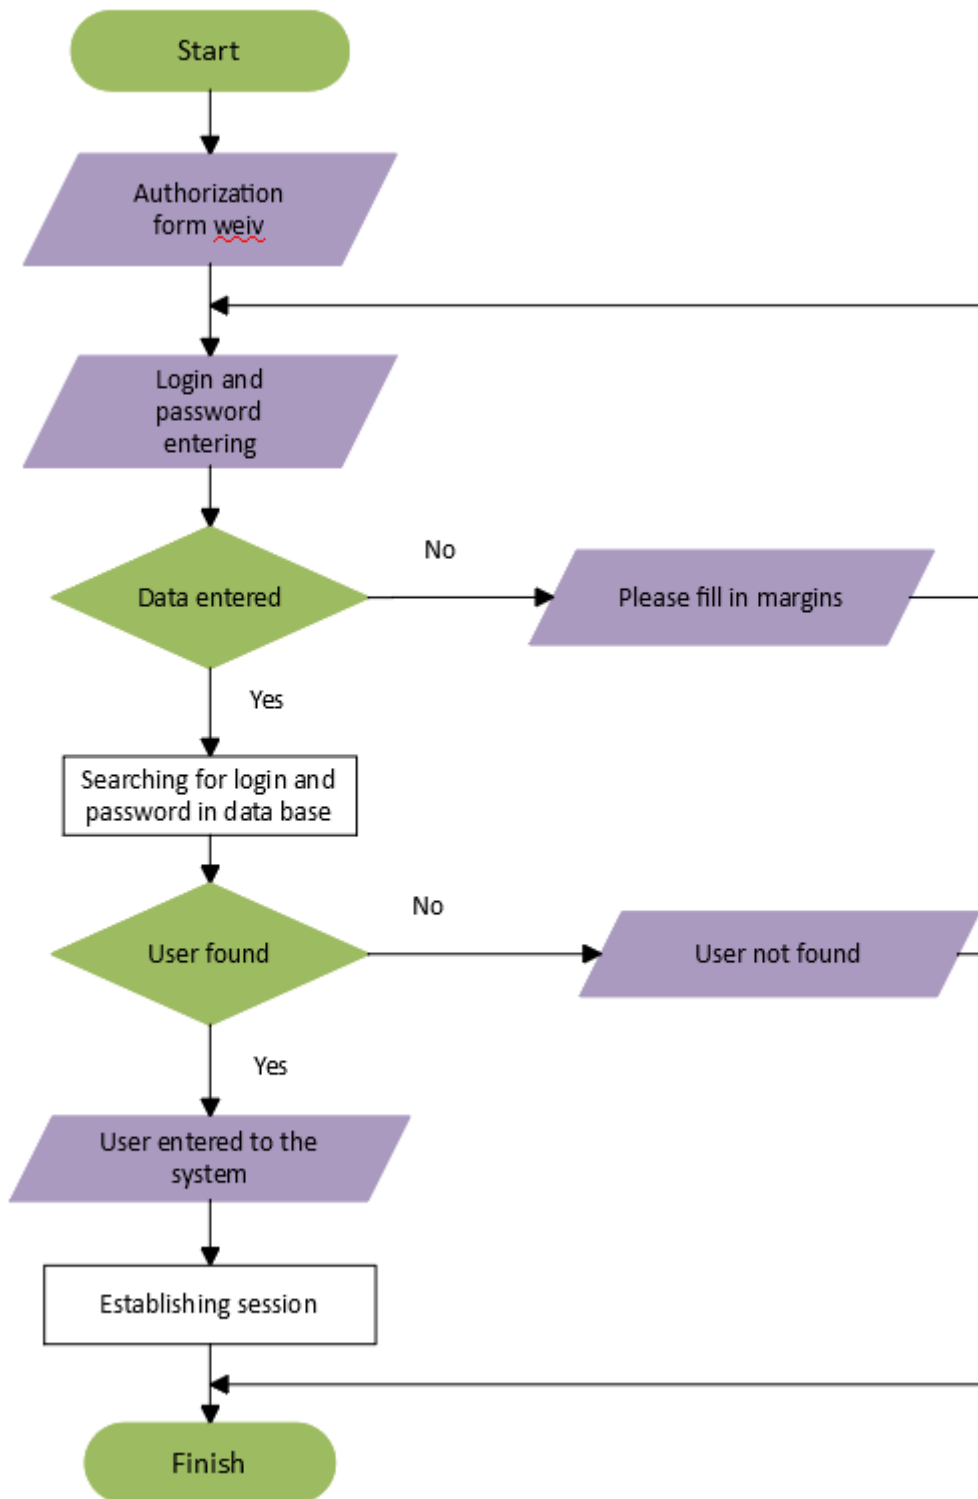 Start
Authorization
form weiv
Login and
password
entering
Data entered
No
Please fill in margins
Yes
Searching for login and
password in data base
User found
No
User not found
Yes
User entered to the
system
Establishing session
Finish